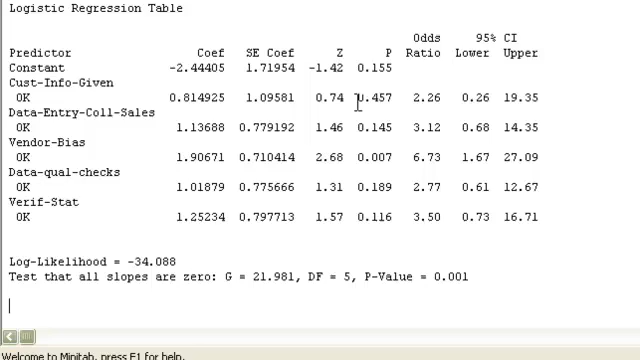 Logistic Regression Table
Odds 95% CI
Predictor Coef SE Coef Z P Ratio Lower Upper
Constant -2.44405 1.71954 -1.42 0.155
Cust-Info-Given
OK 0.814925 1.09581 0.74 0.457 2.26 0.26 19.35
Data-Entry-Coll-Sales
OK 1.13688 0.779192 1.46 0.145 3.12 0.68 14.35
Vendor-Bias
OK 1.90671 0.710414 2.68 0.007 6.73 1.67 27.09
Data-qual-checks
OK 1.01879 0.775666 1.31 0.189 2.77 0.61 12.67
Verif-Stat
OK 1.25234 0.797713 1.57 0.116 3.50 0.73 16.71
Log-Likelihood = -34.088
Test that all slopes are zero: G = 21.981, DF = 5, P-Value = 0.001
Welcome to Minitab, press F1 for help.